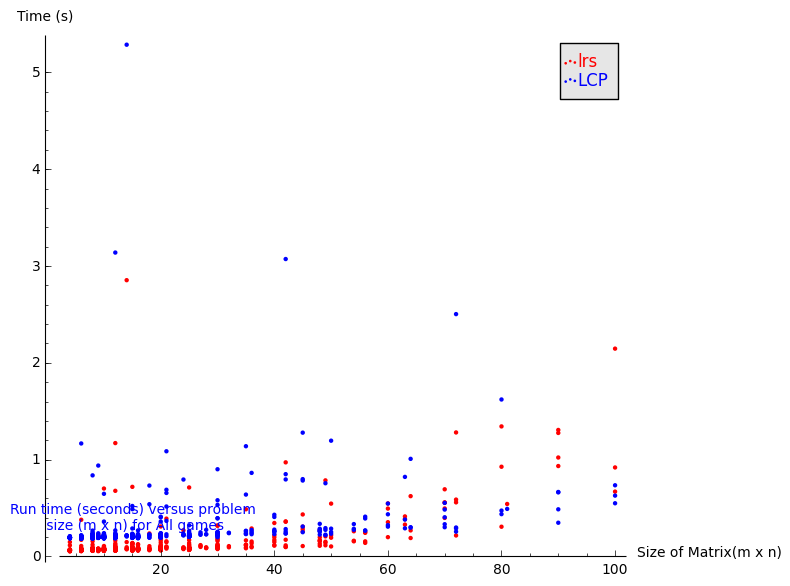 Time (s)
lrs
LCP
5
4
3
2
1
0
Run time (seconds) versus problem
size (m x n) for All games
20
40
60
80
100
Size of Matrix(m x n)